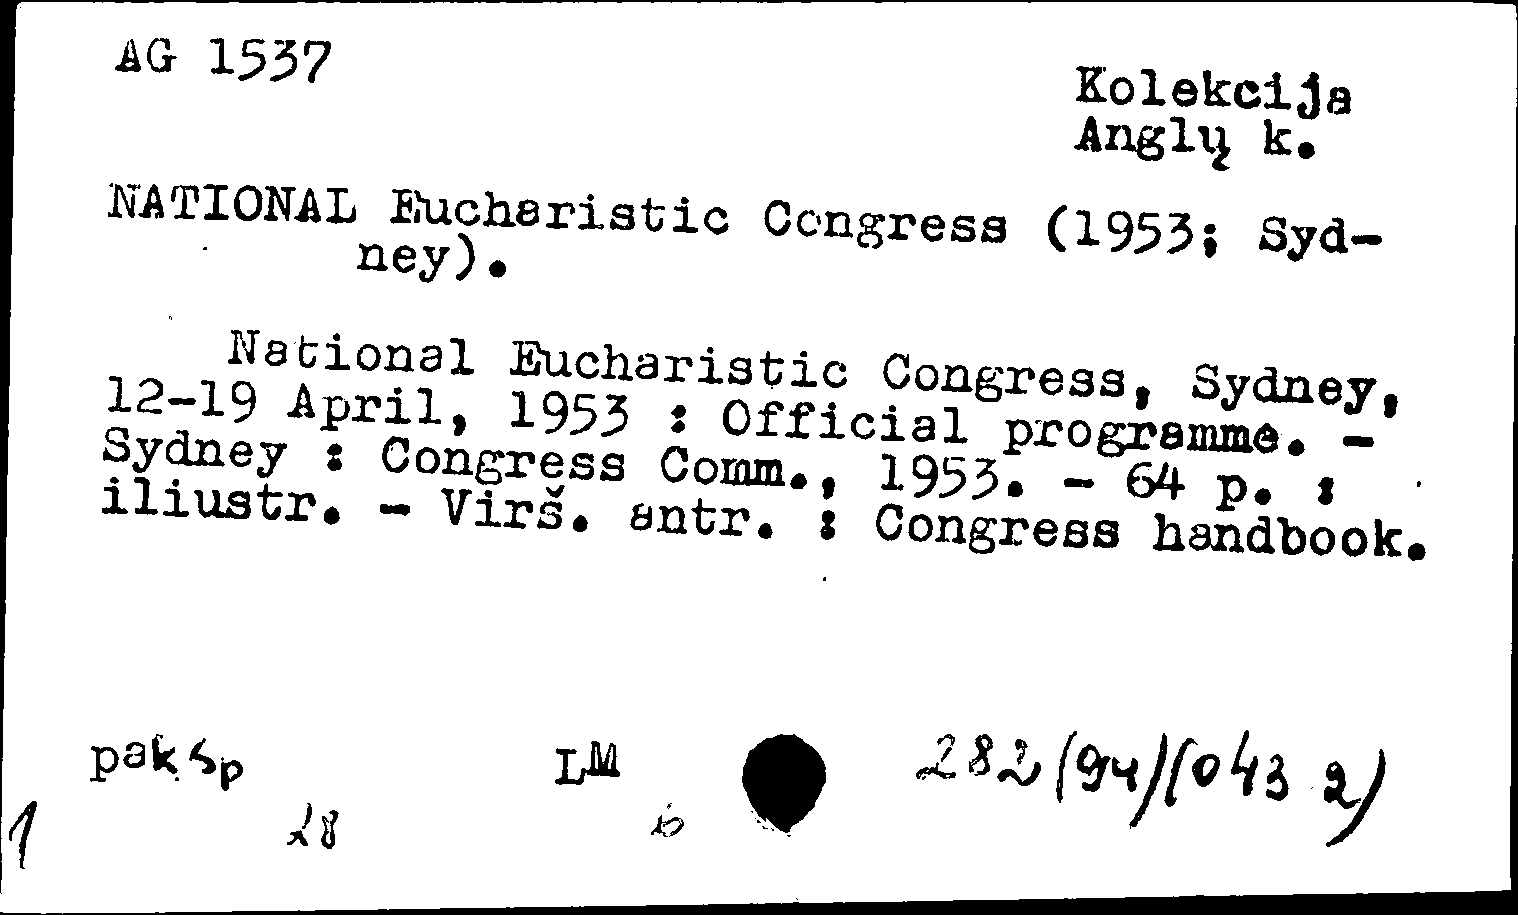 AG 1537
Kolekcija
Anglų k.
NATIONAL Eucharistic Congress (1953; Syd-
ney).
National Eucharistic Congress, Sydney,
12-19 April, 1953 : Official programme. -
Sydney : Congress Comm., 1953. - 64 p. :
iliustr. - Virš. antr. : Congress handbook.
pak Sp
LM
282(94)(043 2)
1
28